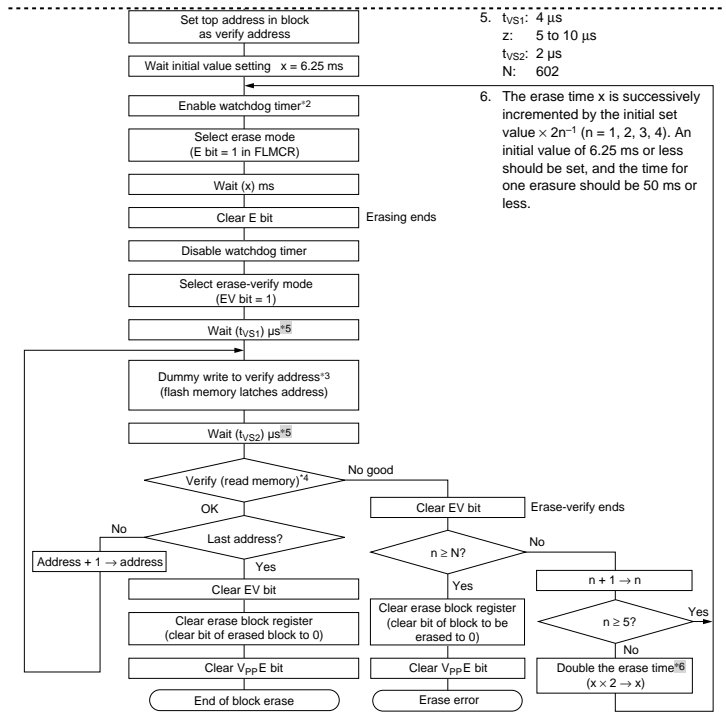 Set top address in block
as verify address
Wait initial value setting x = 6.25 ms
Enable watchdog timer*2
Select erase mode
(E bit = 1 in FLMCR)
Wait (x) ms
Clear E bit
Erasing ends
Disable watchdog timer
Select erase-verify mode
(EV bit = 1)
Wait (tVS1) μs*5
Dummy write to verify address*3
(flash memory latches address)
Wait (tVS2) μs*5
Verify (read memory)*4
No good
OK
Last address?
No
Address + 1 → address
Yes
Clear EV bit
Clear erase block register
(clear bit of erased block to 0)
Clear VPPE bit
End of block erase
Clear EV bit
Erase-verify ends
n ≥ N?
No
Yes
Clear erase block register
(clear bit of block to be
erased to 0)
Clear VPPE bit
Erase error
n + 1 → n
n ≥ 5?
Yes
No
Double the erase time*6
(x × 2 → x)
5. tVS1: 4 μs
z: 5 to 10 μs
tVS2: 2 μs
N: 602
6. The erase time x is successively
incremented by the initial set
value × 2n–1 (n = 1, 2, 3, 4). An
initial value of 6.25 ms or less
should be set, and the time for
one erasure should be 50 ms or
less.